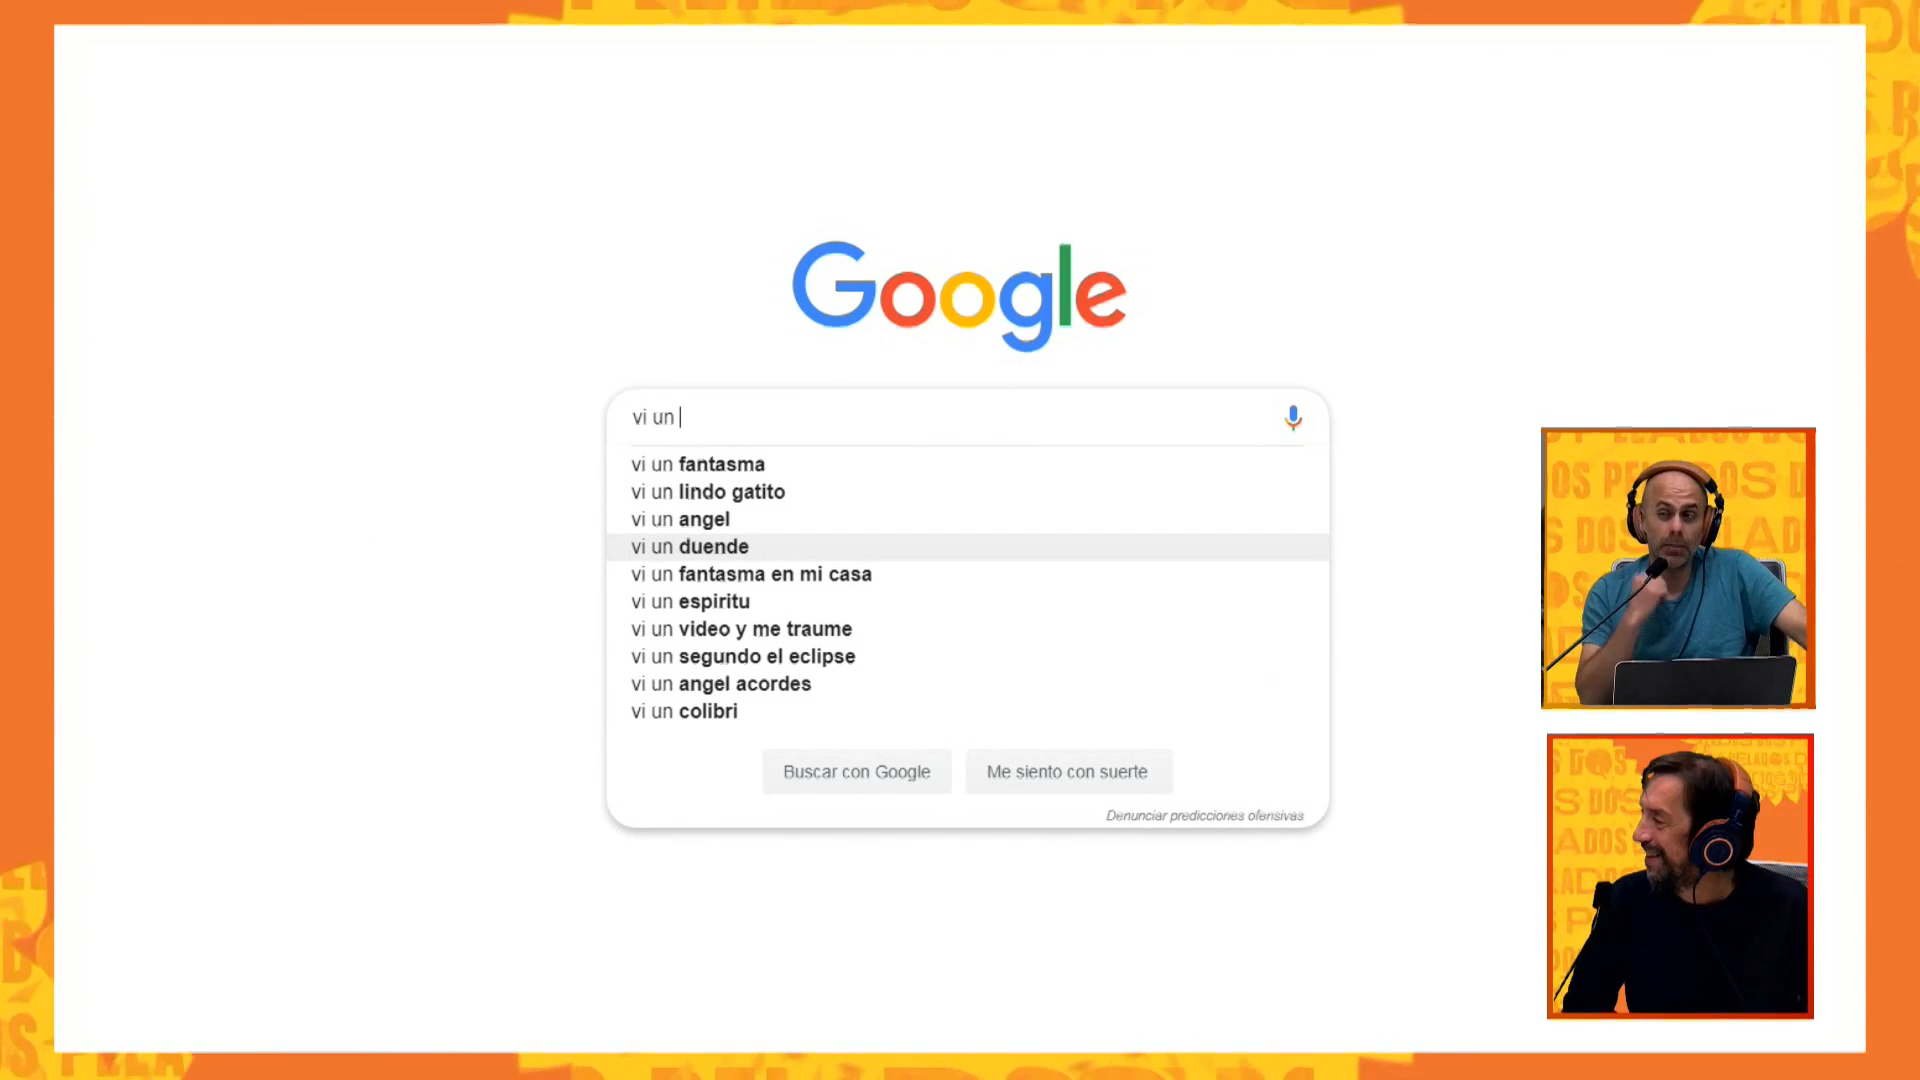 Google
vi un
vi un fantasma
vi un lindo gatito
vi un angel
vi un duende
vi un fantasma en mi casa
vi un espiritu
vi un video y me traume
vi un segundo el eclipse
vi un angel acordes
vi un colibri
Buscar con Google
Me siento con suerte
Denunciar predicciones ofensivas